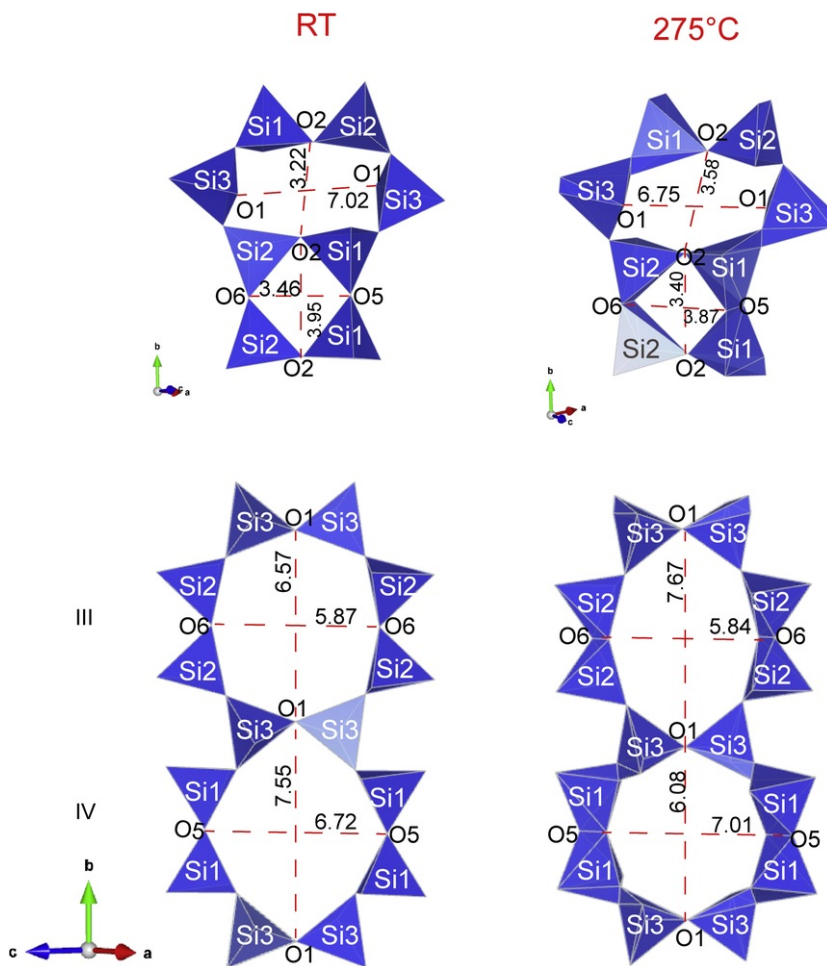 RT
275°C
Si1
O2
Si2
3.22
O1
Si3
O1
7.02
Si3
Si2
O2
Si1
O6
3.46
O5
3.95
Si2
Si1
O2
b
c
a
Si1
O2
Si2
3.58
Si3
6.75
O1
O1
Si3
O2
Si2
Si1
3.40
O6
O5
3.87
Si2
O2
Si1
b
a
c
III
Si3
O1
Si3
6.57
Si2
Si2
O6
5.87
O6
Si2
Si2
O1
Si3
Si3
IV
7.55
Si1
Si1
O5
6.72
O5
Si1
Si1
Si3
Si3
O1
b
c
a
O1
Si3
Si3
7.67
Si2
Si2
O6
5.84
O6
Si2
Si2
O1
Si3
Si3
6.08
Si1
Si1
O5
7.01
O5
Si1
Si1
Si3
Si3
O1